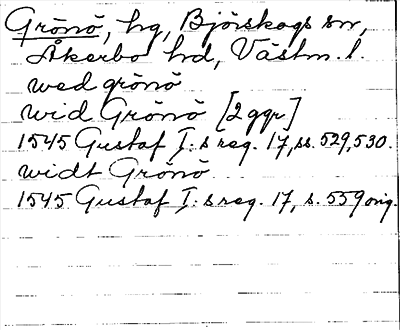 Grönö, hg, Björskogs sn,
Åkerbo hd, Västm. l.
wed grönö
wid Grönö [2 ggr]
1545 Gustaf I:s reg. 17, ss. 529, 530.
widt Grönö
1545 Gustaf I:s reg. 17, s. 559 orig.